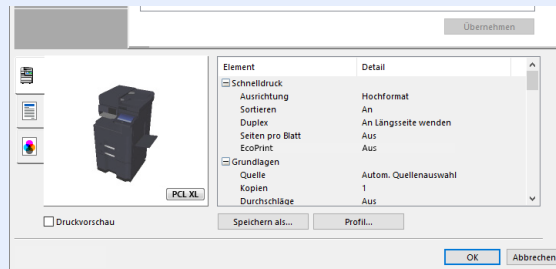 Übernehmen
Element Detail
Schnelldruck
Ausrichtung Hochformat
Sortieren An
Duplex An Längsseite wenden
Seiten pro Blatt Aus
EcoPrint Aus
Grundlagen
Quelle Autom. Quellenauswahl
Kopien 1
Durchschläge Aus
PCL XL
Druckvorschau
Speichern als... Profil...
OK Abbrechen